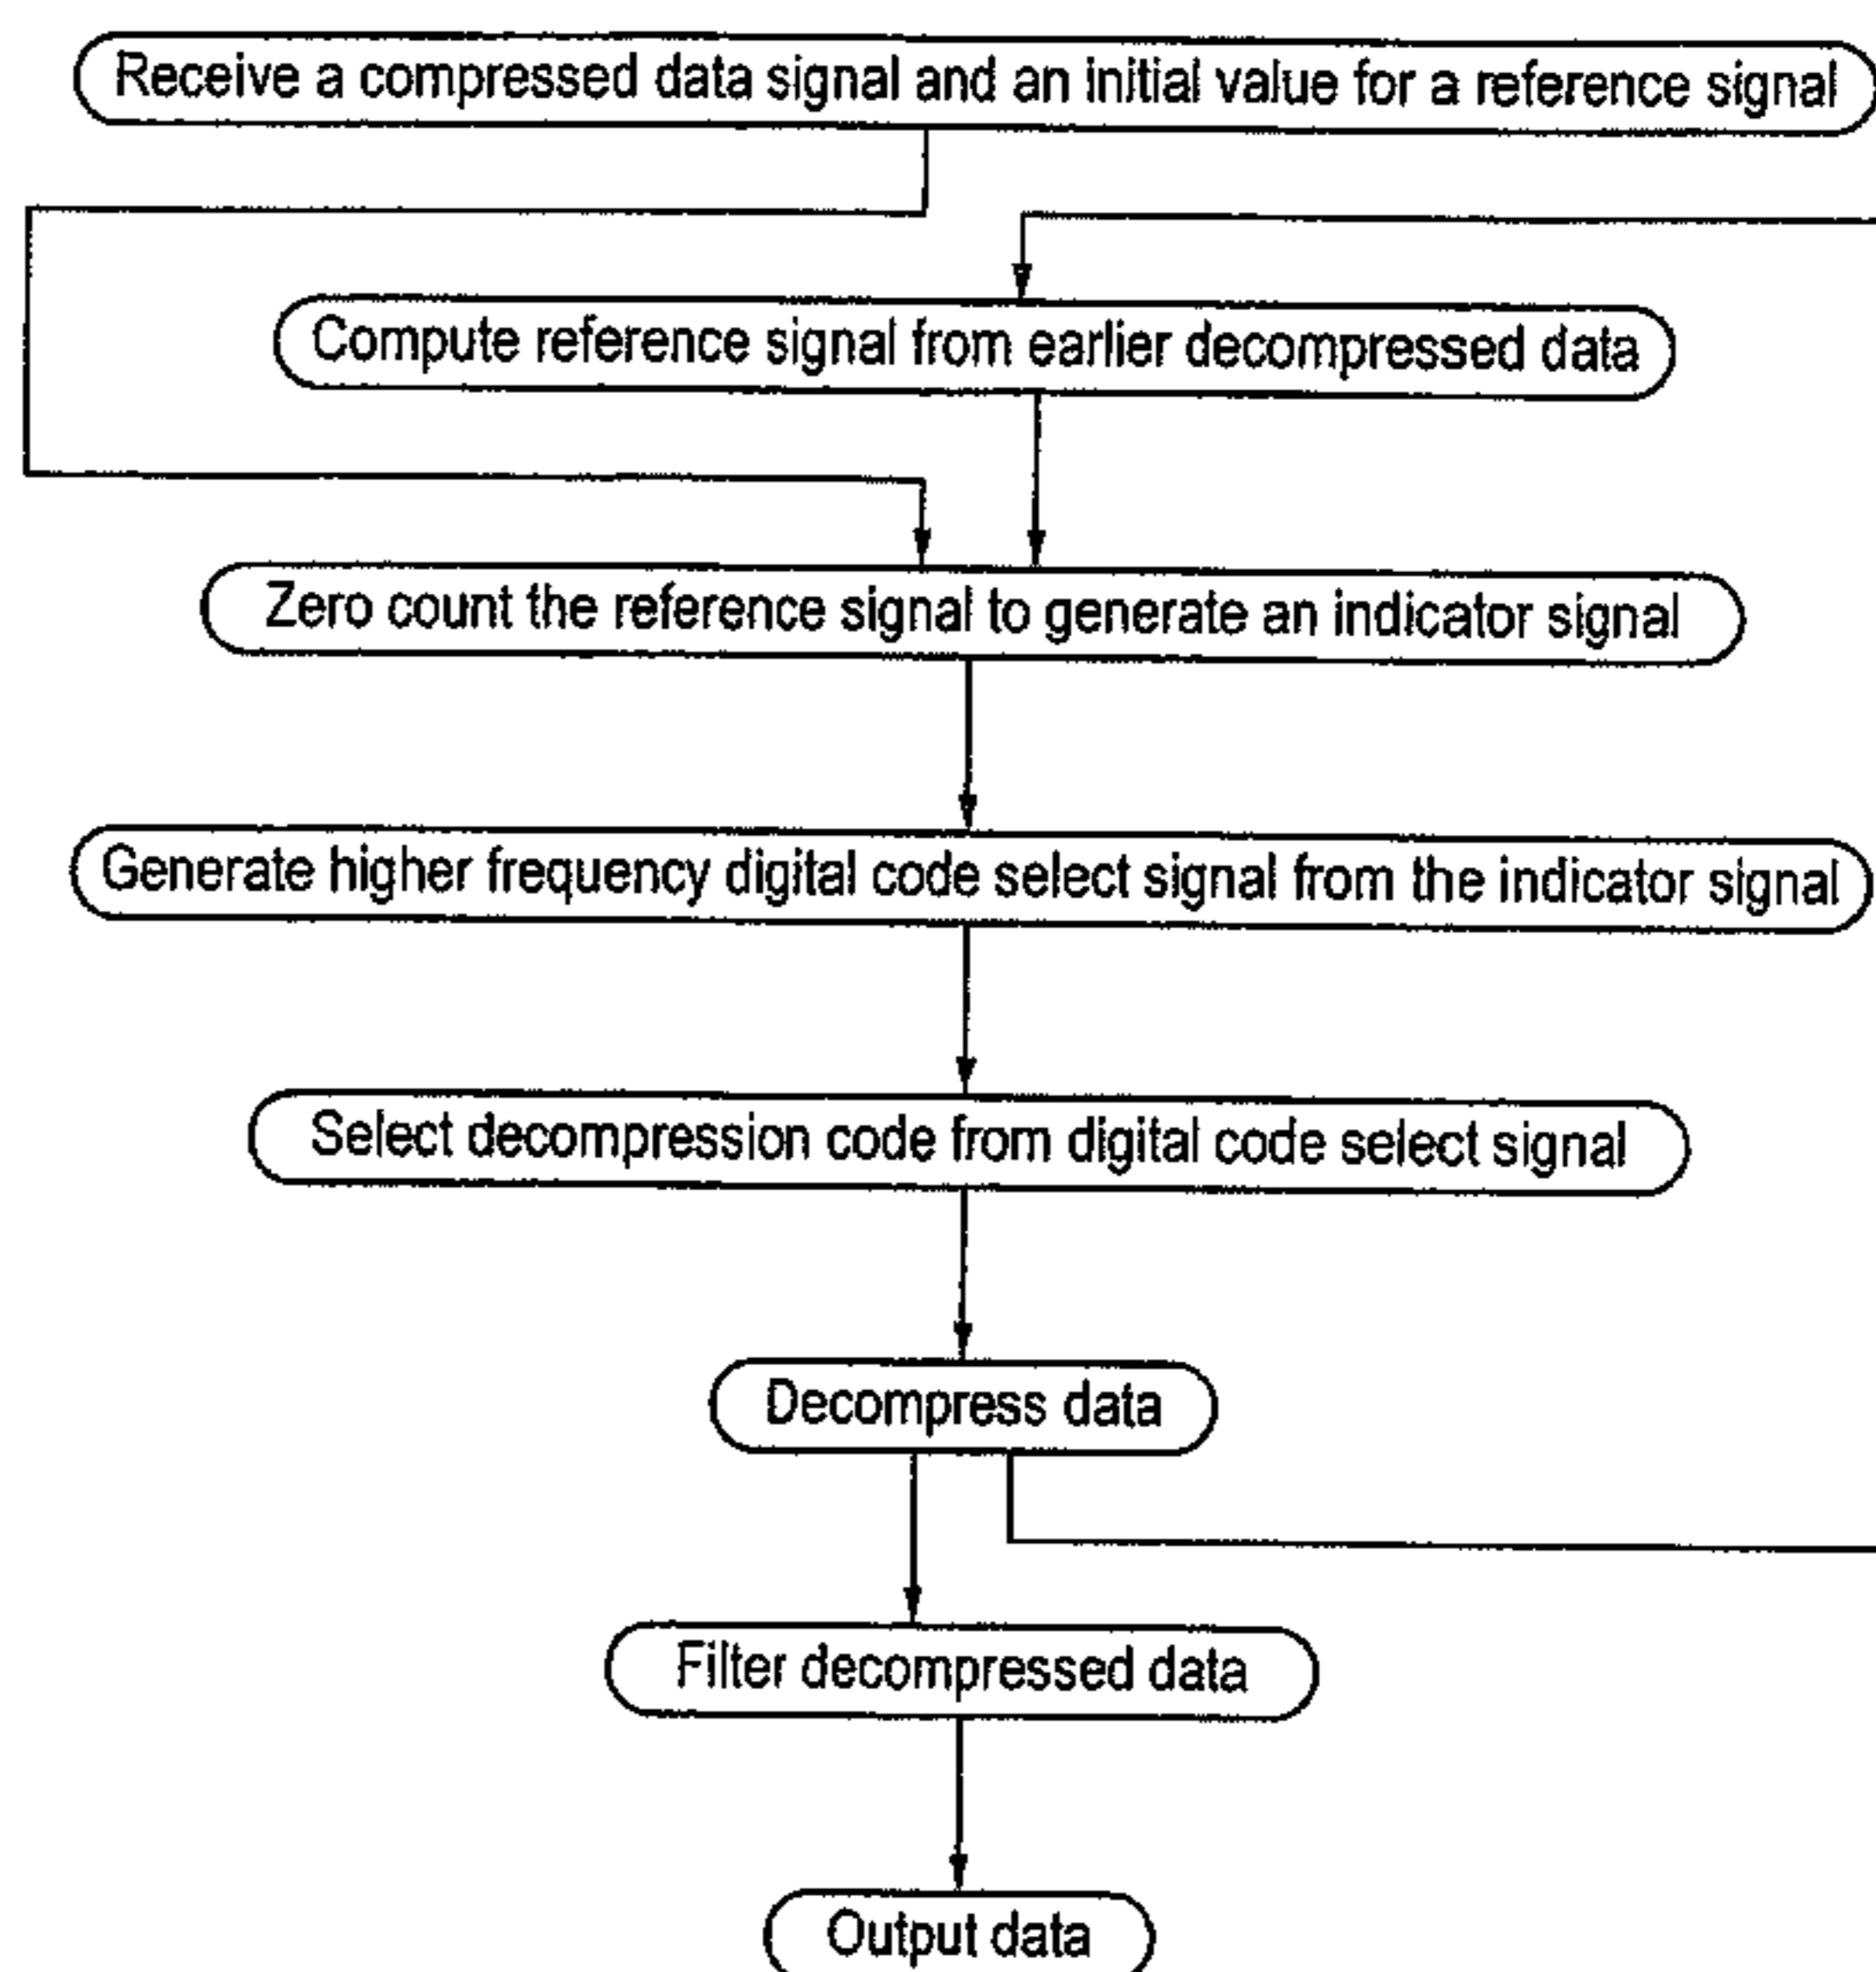 Receive a compressed data signal and an initial value for a reference signal
Compute reference signal from earlier decompressed data
Zero count the reference signal to generate an indicator signal
Generate higher frequency digital code select signal from the indicator signal
Select decompression code from digital code select signal
Decompress data
Filter decompressed data
Output data